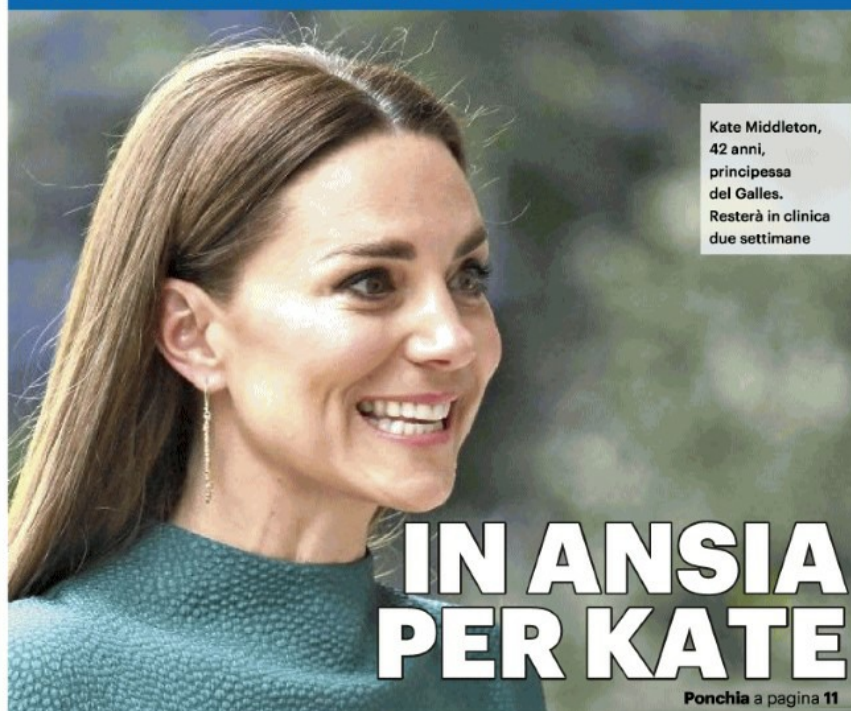 Kate Middleton,
42 anni,
principessa
del Galles.
Resterà in clinica
due settimane
IN ANSIA
PER KATE
Ponchia a pagina 11